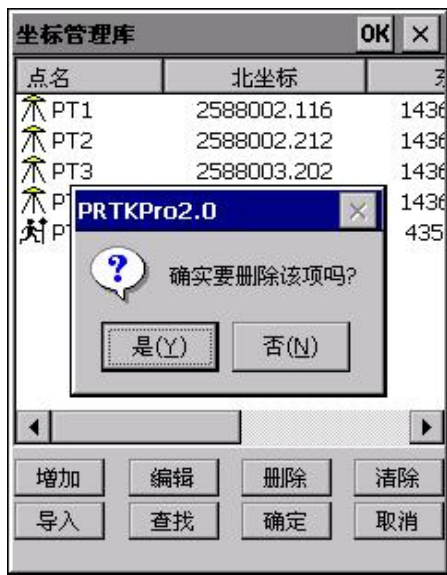 坐标管理库 OK ×
点名 北坐标
PT1 2588002.116 1436
PT2 2588002.212 1436
PT3 2588003.202 1436
1436
435
PRTKPro2.0
确实要删除该项吗?
是(Y) 否(N)
增加 编辑 删除 清除
导入 查找 确定 取消